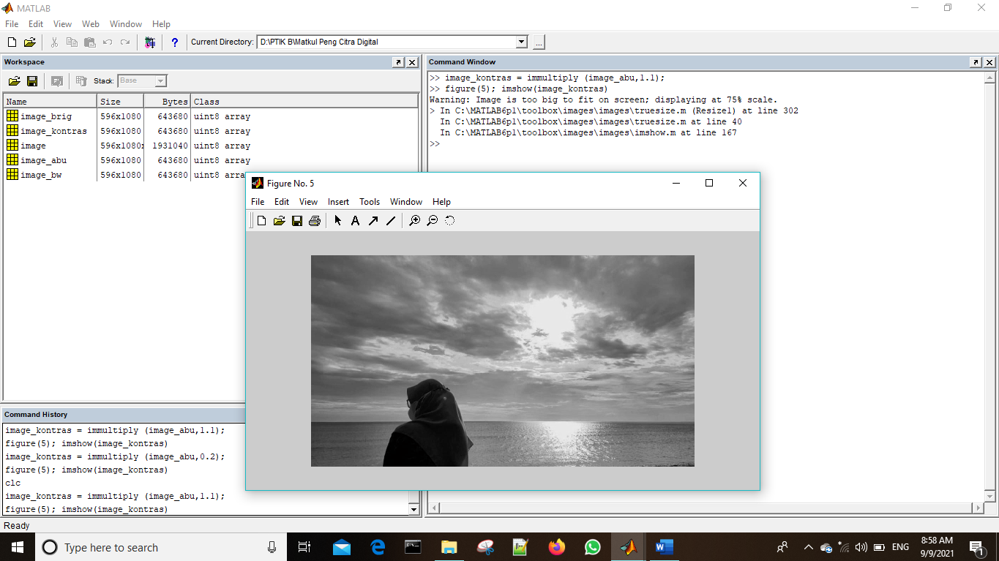 MATLAB
File Edit View Web Window Help
Current Directory: D:\PTIK B\Matkul Peng Citra Digital ...
Workspace
Stack: Base
Name Size Bytes Class
image_brig 596x1080 643680 uint8 array
image_kontras 596x1080 643680 uint8 array
image 596x1080x 1931040 uint8 array
image_abu 596x1080 643680 uint8 array
image_bw 596x1080 643680 uint8 arra
Command History
image_kontras = immultiply (image_abu,1.1);
figure(5); imshow(image_kontras)
image_kontras = immultiply (image_abu,0.2);
figure(5); imshow(image_kontras)
clc
image_kontras = immultiply (image_abu,1.1);
figure(5); imshow(image_kontras)
Command Window
>> image_kontras = immultiply (image_abu,1.1);
>> figure(5); imshow(image_kontras)
Warning: Image is too big to fit on screen; displaying at 75% scale.
> In C:\MATLAB6p1\toolbox\images\images\truesize.m (Resize1) at line 302
In C:\MATLAB6p1\toolbox\images\images\truesize.m at line 40
In C:\MATLAB6p1\toolbox\images\images\imshow.m at line 167
>>
Figure No. 5
File Edit View Insert Tools Window Help
A
Ready
Type here to search
ENG
8:58 AM
9/9/2021
1